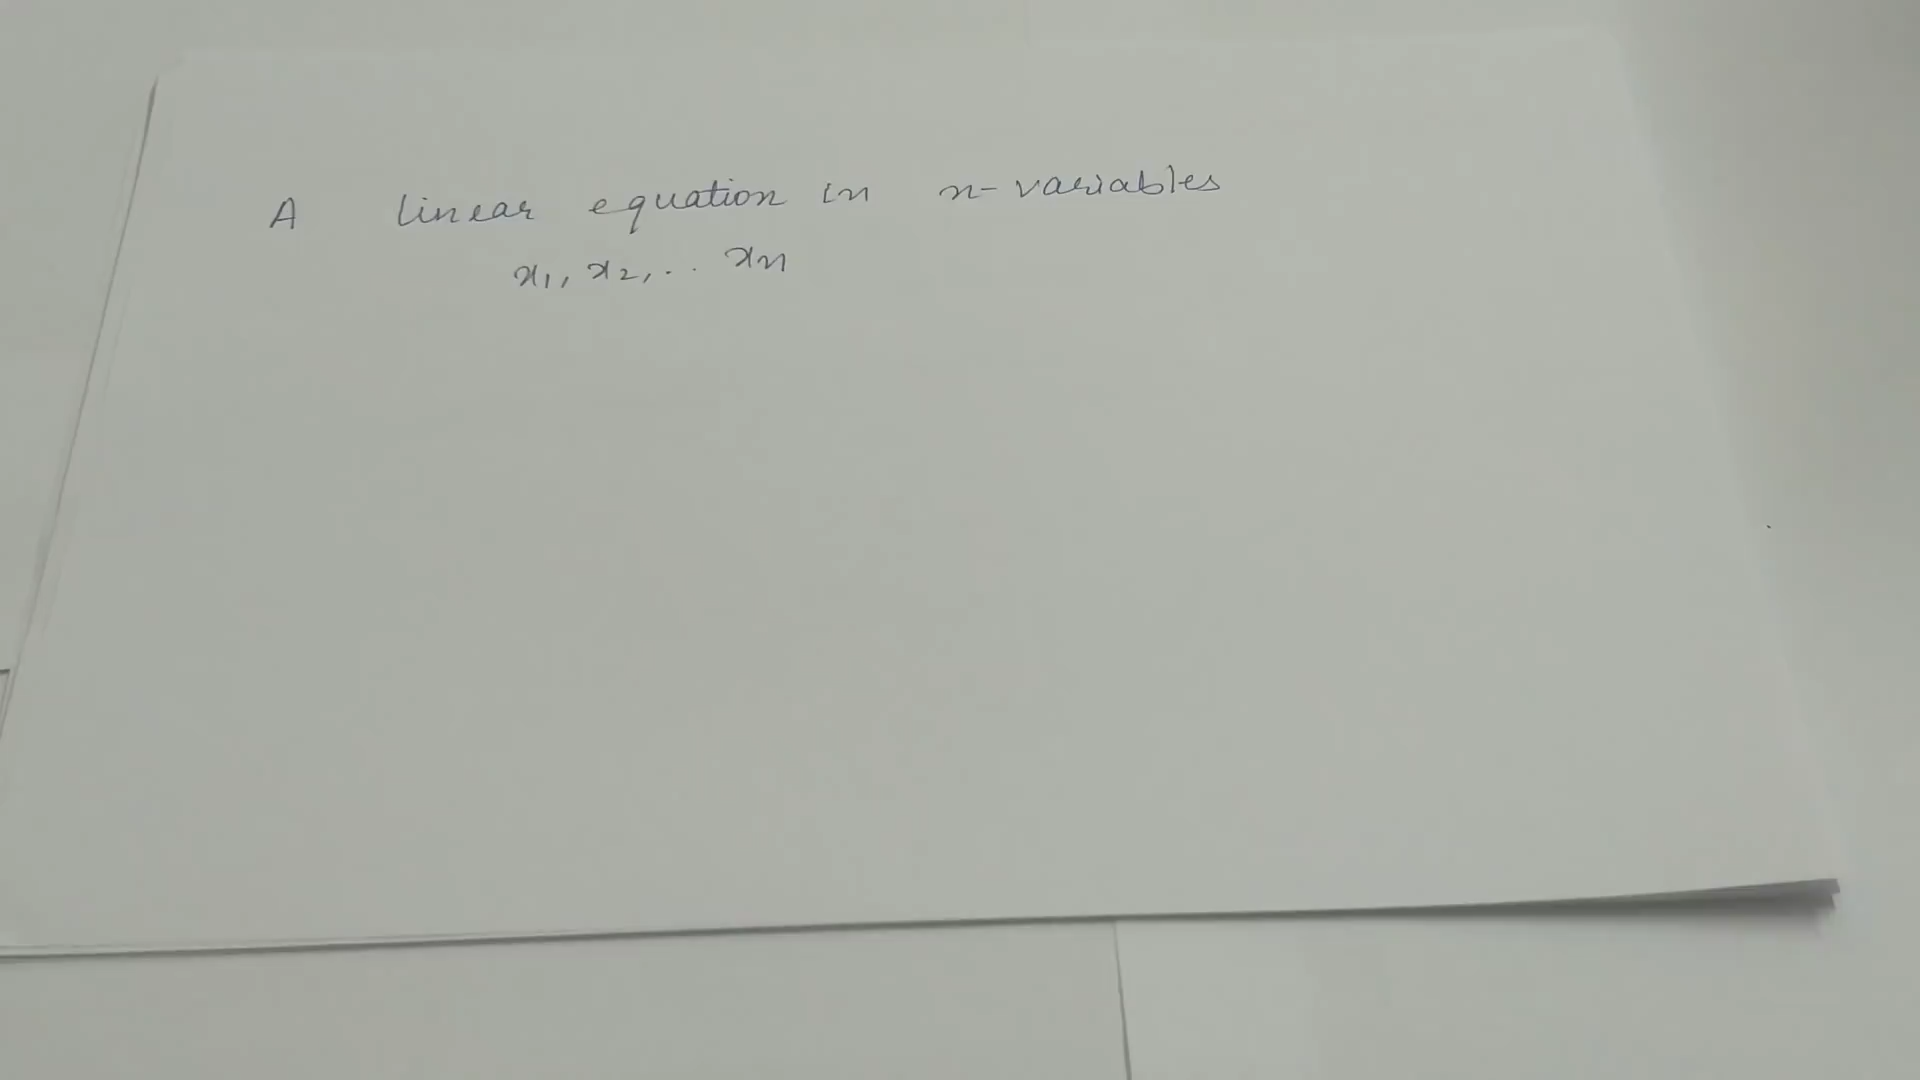 A linear equation in n-variables
x₁, x₂, .. xn